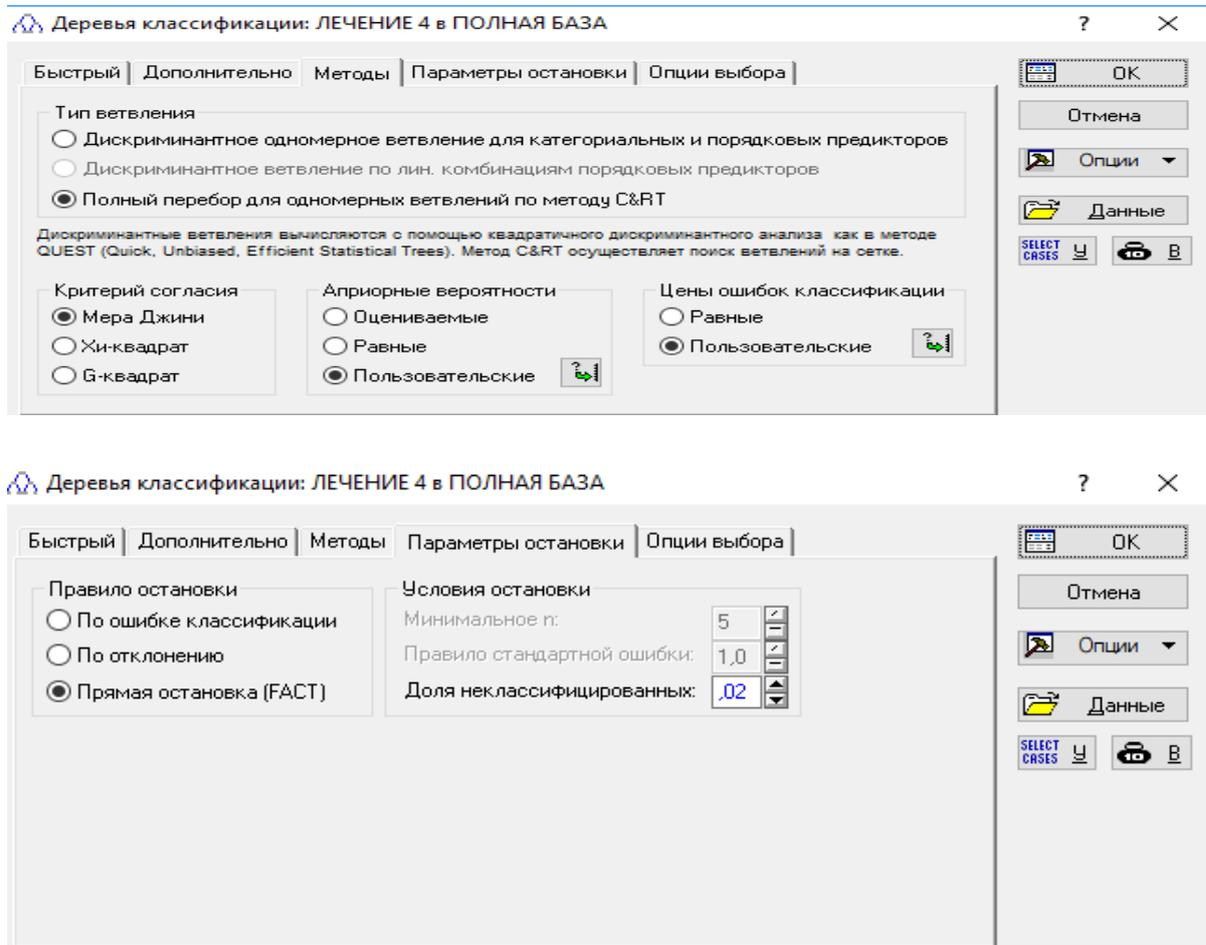 Деревья классификации: ЛЕЧЕНИЕ 4 в ПОЛНАЯ БАЗА ?
Быстрый Дополнительно Методы Параметры остановки Опции выбора
OK
Отмена
Опции
Данные
SELECT CASES У В
Тип ветвления
Дискриминантное одномерное ветвление для категориальных и порядковых предикторов
Дискриминантное ветвление по лин. комбинациям порядковых предикторов
Полный перебор для одномерных ветвлений по методу C&RT
Дискриминантные ветвления вычисляются с помощью квадратичного дискриминантного анализа как в методе
QUEST (Quick, Unbiased, Efficient Statistical Trees). Метод C&RT осуществляет поиск ветвлений на сетке.
Критерий согласия
Мера Джини
Хи-квадрат
G-квадрат
Априорные вероятности
Оцениваемые
Равные
Пользовательские
Цены ошибок классификации
Равные
Пользовательские
Деревья классификации: ЛЕЧЕНИЕ 4 в ПОЛНАЯ БАЗА ?
Быстрый Дополнительно Методы Параметры остановки Опции выбора
OK
Отмена
Опции
Данные
SELECT CASES У В
Правило остановки
По ошибке классификации
По отклонению
Прямая остановка (FACT)
Условия остановки
Минимальное n: 5
Правило стандартной ошибки: 1,0
Доля неклассифицированных: ,02